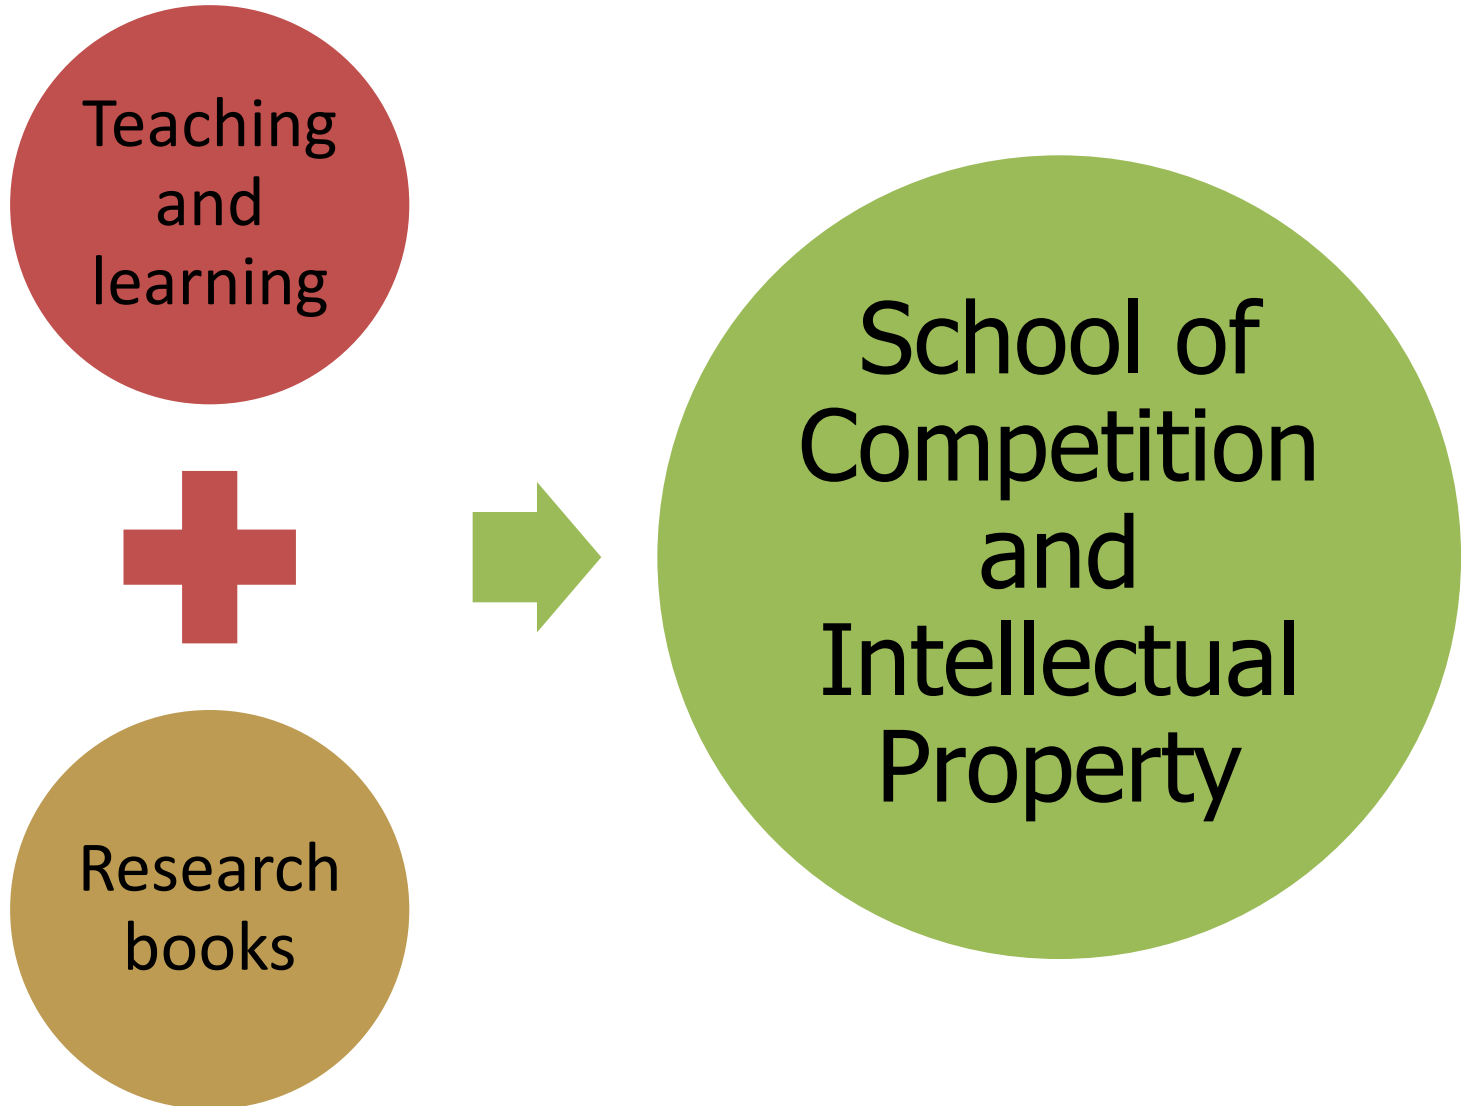 Teaching
and
learning
Research
books
School of
Competition
and
Intellectual
Property